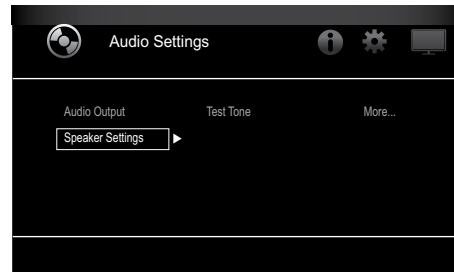 Audio Settings
Audio Output Test Tone More...
Speaker Settings